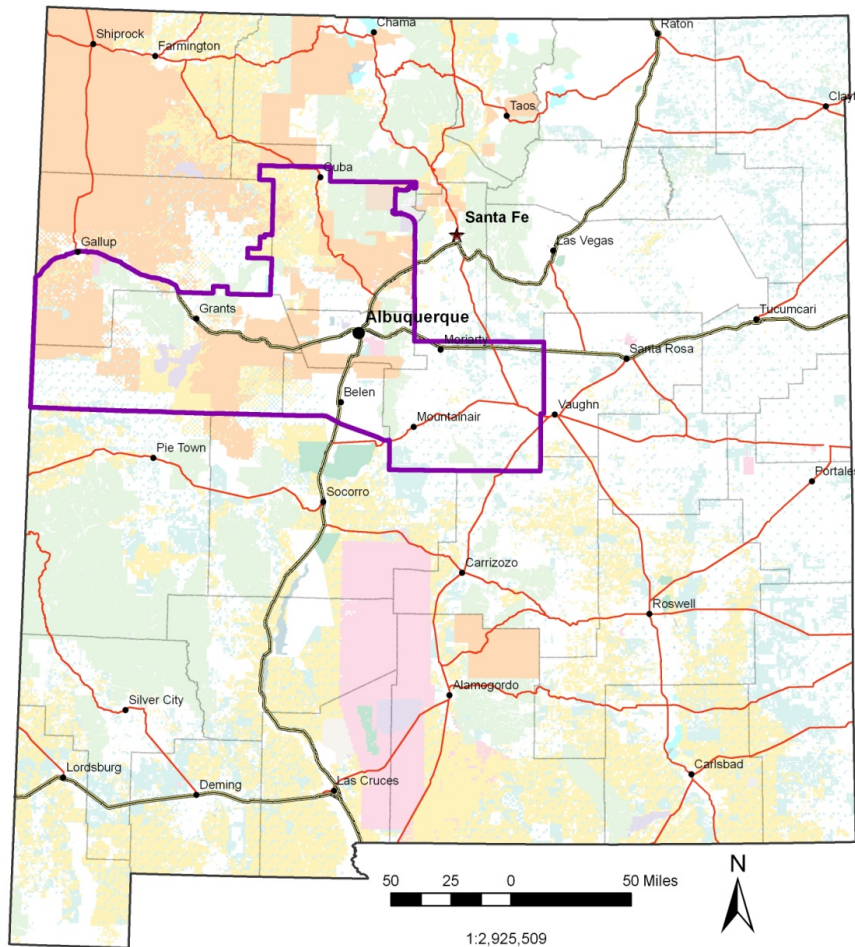 Chama
Raton
Shiprock
Farmington
Taos
Clayt
Cuba
Santa Fe
Gallup
Las Vegas
Grants
Albuquerque
Tucumcari
Moriarty
Santa Rosa
Belen
Mountainair
Vaughn
Pie Town
Portales
Socorro
Carrizozo
Roswell
Alamogordo
Silver City
Lordsburg
Deming
Las Cruces
Carlsbad
N
50 25 0 50 Miles
1:2,925,509